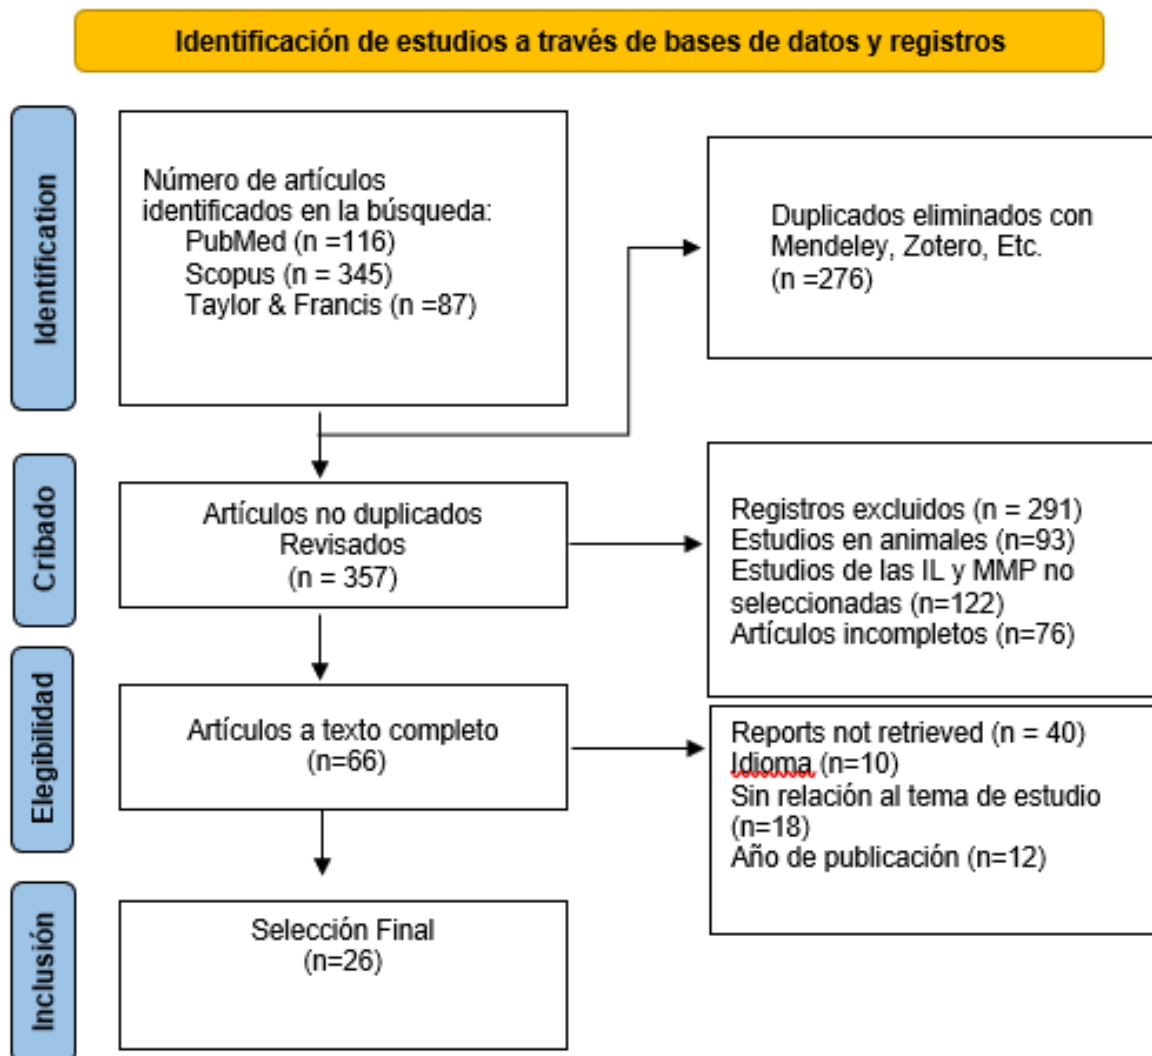 Identificación de estudios a través de bases de datos y registros
Identification
Número de artículos
identificados en la búsqueda:
PubMed (n =116)
Scopus (n = 345)
Taylor & Francis (n =87)
Duplicados eliminados con
Mendeley, Zotero, Etc.
(n =276)
Cribado
Artículos no duplicados
Revisados
(n = 357)
Registros excluidos (n = 291)
Estudios en animales (n=93)
Estudios de las IL y MMP no
seleccionadas (n=122)
Artículos incompletos (n=76)
Elegibilidad
Artículos a texto completo
(n=66)
Reports not retrieved (n = 40)
Idioma (n=10)
Sin relación al tema de estudio
(n=18)
Año de publicación (n=12)
Inclusión
Selección Final
(n=26)